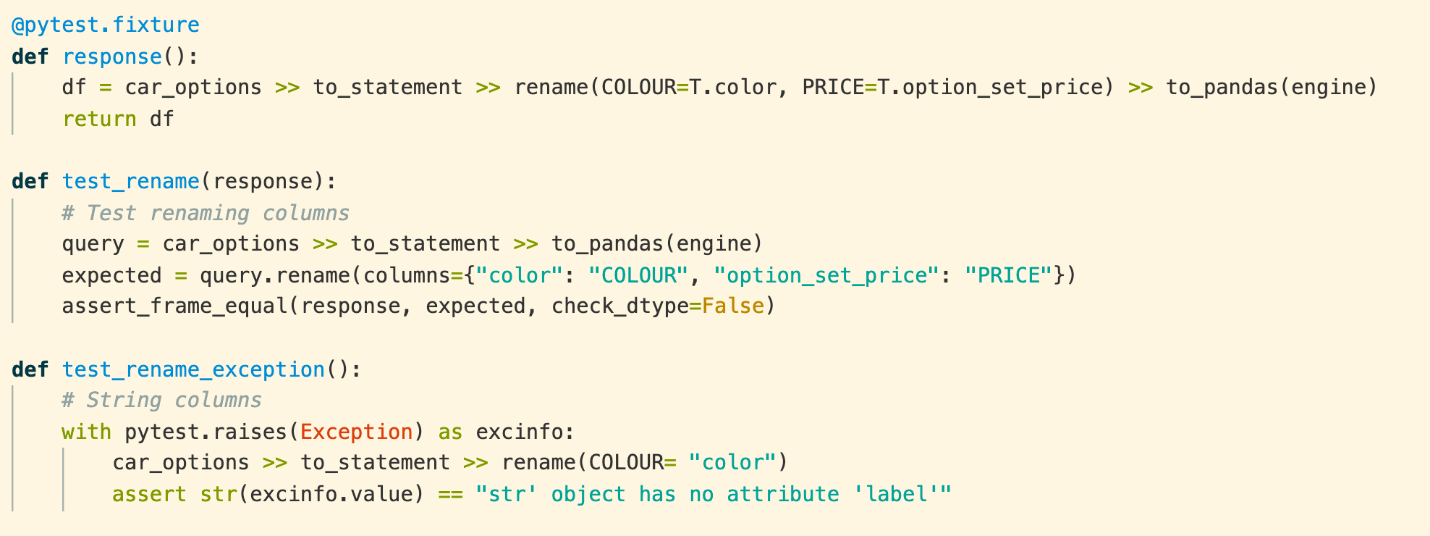 @pytest.fixture
def response():
    df = car_options >> to_statement >> rename(COLOUR=T.color, PRICE=T.option_set_price) >> to_pandas(engine)
    return df

def test_rename(response):
    # Test renaming columns
    query = car_options >> to_statement >> to_pandas(engine)
    expected = query.rename(columns={"color": "COLOUR", "option_set_price": "PRICE"})
    assert_frame_equal(response, expected, check_dtype=False)

def test_rename_exception():
    # String columns
    with pytest.raises(Exception) as excinfo:
        car_options >> to_statement >> rename(COLOUR= "color")
        assert str(excinfo.value) == "str' object has no attribute 'label'"